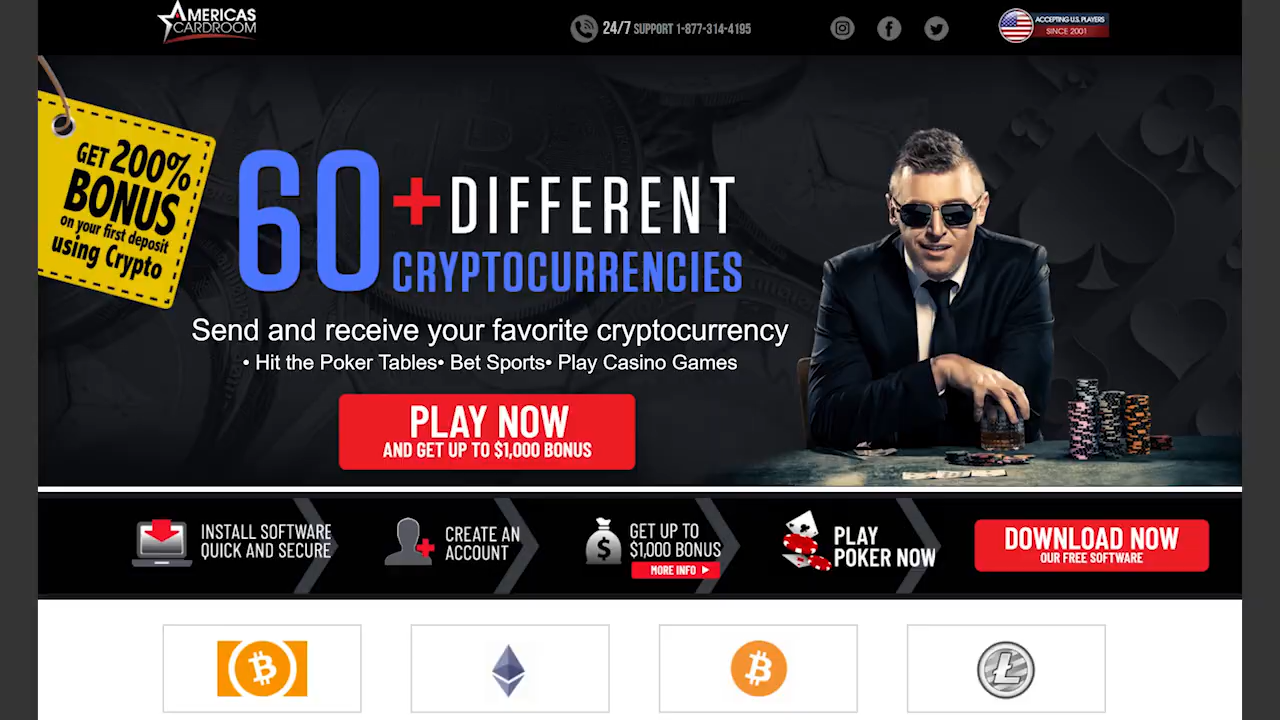 AMERICAS
CARDROOM
24/7 SUPPORT 1-877-314-4195
ACCEPTING U.S. PLAYERS
SINCE 2001
GET 200%
BONUS
on your first deposit
using Crypto
60+DIFFERENT
CRYPTOCURRENCIES
Send and receive your favorite cryptocurrency
• Hit the Poker Tables• Bet Sports• Play Casino Games
PLAY NOW
AND GET UP TO $1,000 BONUS
INSTALL SOFTWARE
QUICK AND SECURE
CREATE AN
ACCOUNT
GET UP TO
$1,000 BONUS
MORE INFO
PLAY
POKER NOW
DOWNLOAD NOW
OUR FREE SOFTWARE